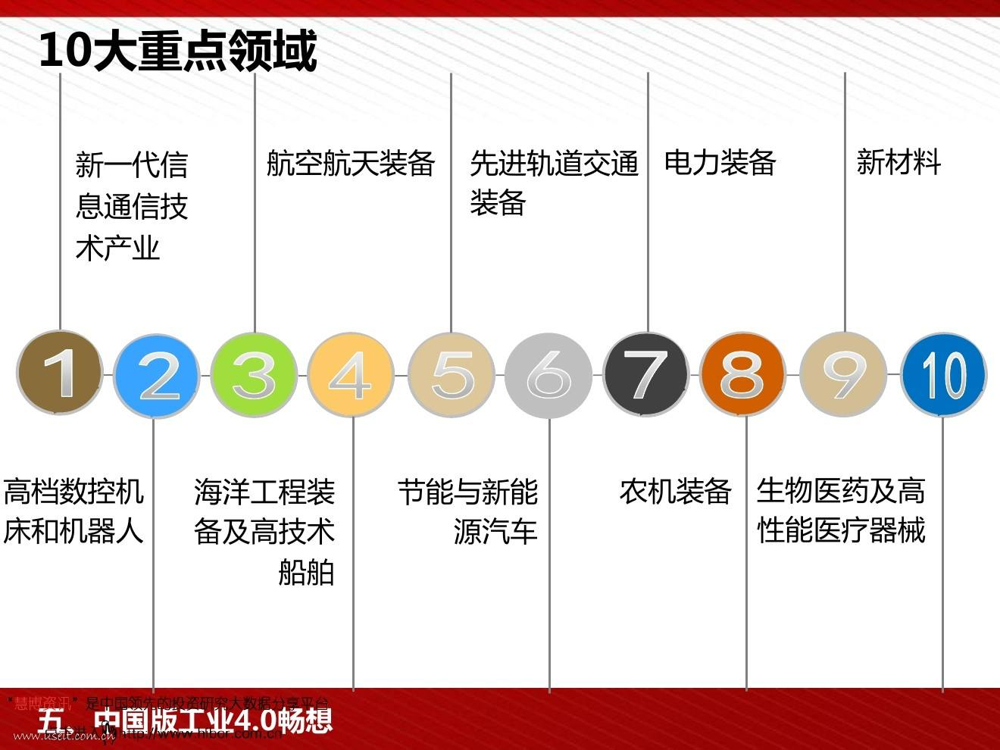 10大重点领域
新一代信
息通信技
术产业
航空航天装备
先进轨道交通
装备
电力装备
新材料
1
2
3
4
5
6
7
8
9
10
高档数控机
床和机器人
海洋工程装
备及高技术
船舶
节能与新能
源汽车
农机装备
生物医药及高
性能医疗器械
“慧博资讯”是中国领先的投资研究大数据分享平台
五、中国版工业4.0畅想
http://www.hibor.com.cn
www.useit.com.cn